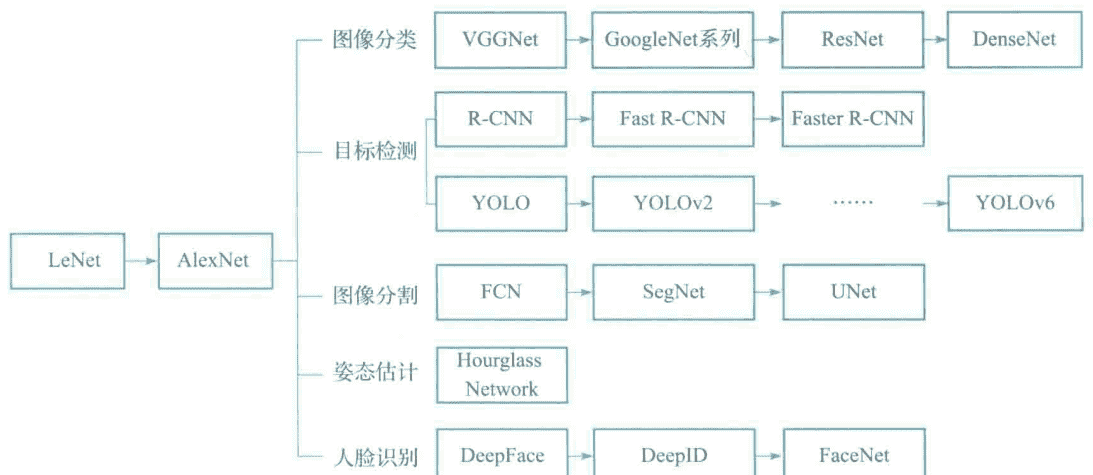 图像分类
VGGNet
GoogleNet系列
ResNet
DenseNet
R-CNN
Fast R-CNN
Faster R-CNN
目标检测
YOLO
YOLOv2
……
YOLOv6
LeNet
AlexNet
图像分割
FCN
SegNet
UNet
姿态估计
Hourglass
Network
人脸识别
DeepFace
DeepID
FaceNet